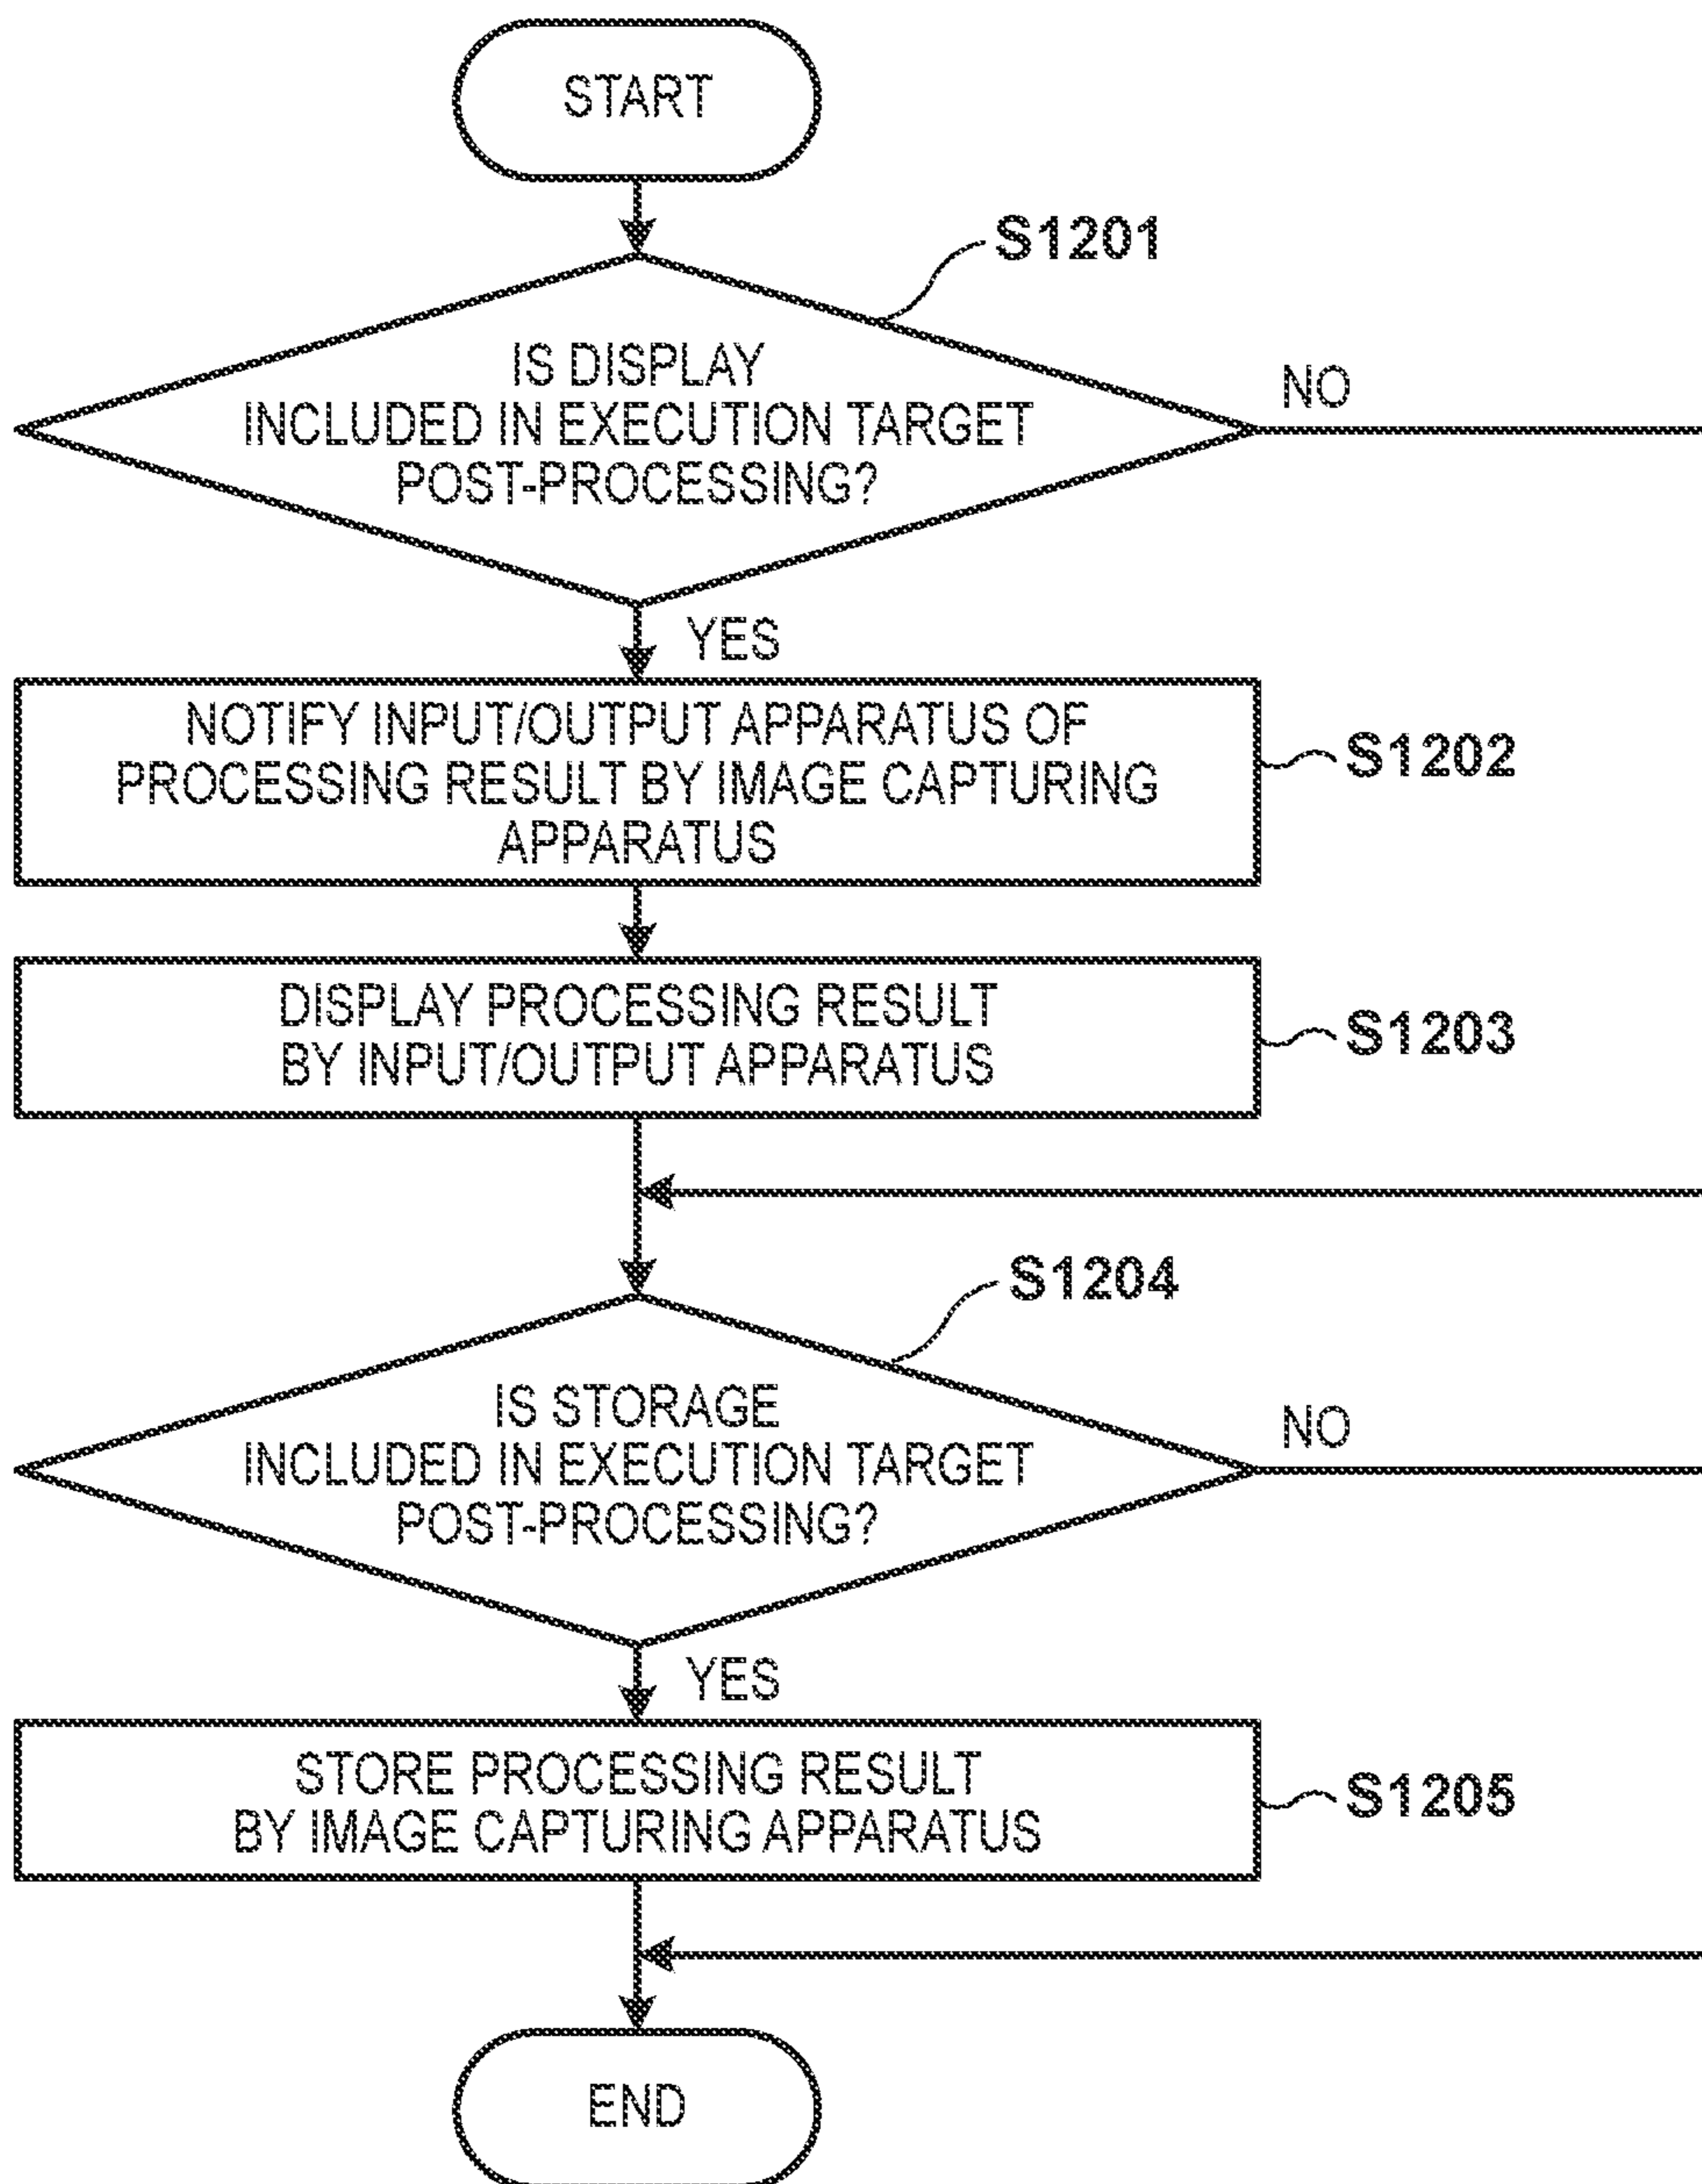 START
S1201
IS DISPLAY
INCLUDED IN EXECUTION TARGET
POST-PROCESSING?
NO
YES
NOTIFY INPUT/OUTPUT APPARATUS OF
PROCESSING RESULT BY IMAGE CAPTURING
APPARATUS
S1202
DISPLAY PROCESSING RESULT
BY INPUT/OUTPUT APPARATUS
S1203
S1204
IS STORAGE
INCLUDED IN EXECUTION TARGET
POST-PROCESSING?
NO
YES
STORE PROCESSING RESULT
BY IMAGE CAPTURING APPARATUS
S1205
END